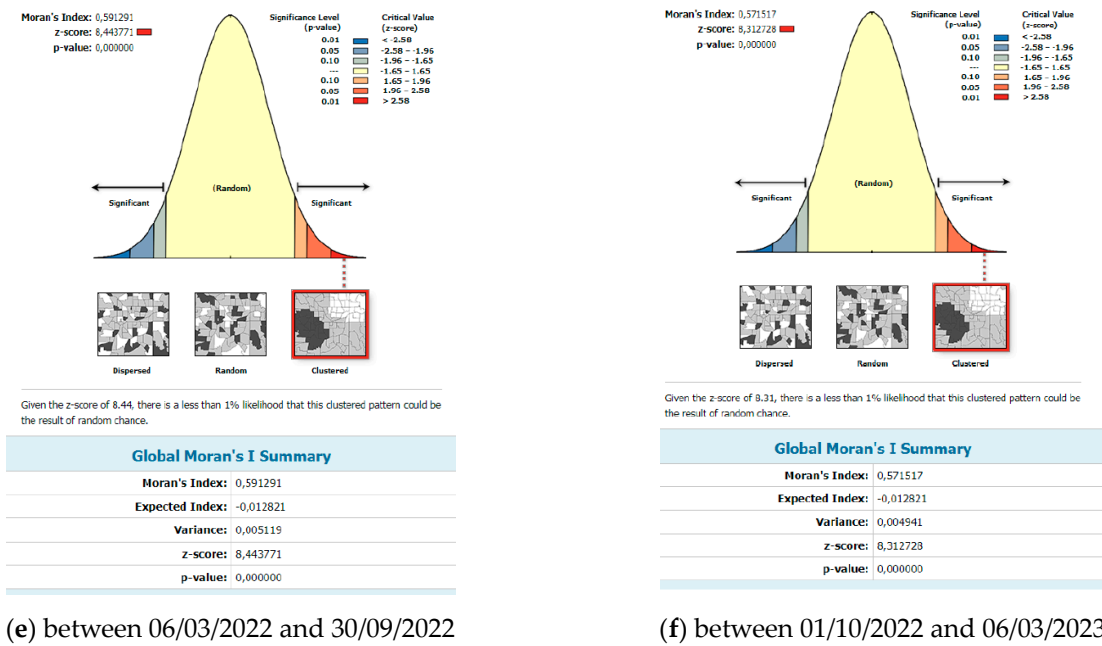 Moran's Index: 0,591291
z-score: 8,443771
p-value: 0,000000
Significance Level (p-value)
Critical Value (z-score)
0.01 < -2.58
0.05 -2.58 – -1.96
0.10 -1.96 – -1.65
--- -1.65 – 1.65
0.10 1.65 – 1.96
0.05 1.96 – 2.58
0.01 > 2.58
(Random)
Significant
Significant
Dispersed
Random
Clustered
Given the z-score of 8.44, there is a less than 1% likelihood that this clustered pattern could be
the result of random chance.
Global Moran's I Summary
Moran's Index: 0,591291
Expected Index: -0,012821
Variance: 0,005119
z-score: 8,443771
p-value: 0,000000
(e) between 06/03/2022 and 30/09/2022
Moran's Index: 0,571517
z-score: 8,312728
p-value: 0,000000
Significance Level (p-value)
Critical Value (z-score)
0.01 < -2.58
0.05 -2.58 – -1.96
0.10 -1.96 – -1.65
--- -1.65 – 1.65
0.10 1.65 – 1.96
0.05 1.96 – 2.58
0.01 > 2.58
(Random)
Significant
Significant
Dispersed
Random
Clustered
Given the z-score of 8.31, there is a less than 1% likelihood that this clustered pattern could be
the result of random chance.
Global Moran's I Summary
Moran's Index: 0,571517
Expected Index: -0,012821
Variance: 0,004941
z-score: 8,312728
p-value: 0,000000
(f) between 01/10/2022 and 06/03/2023